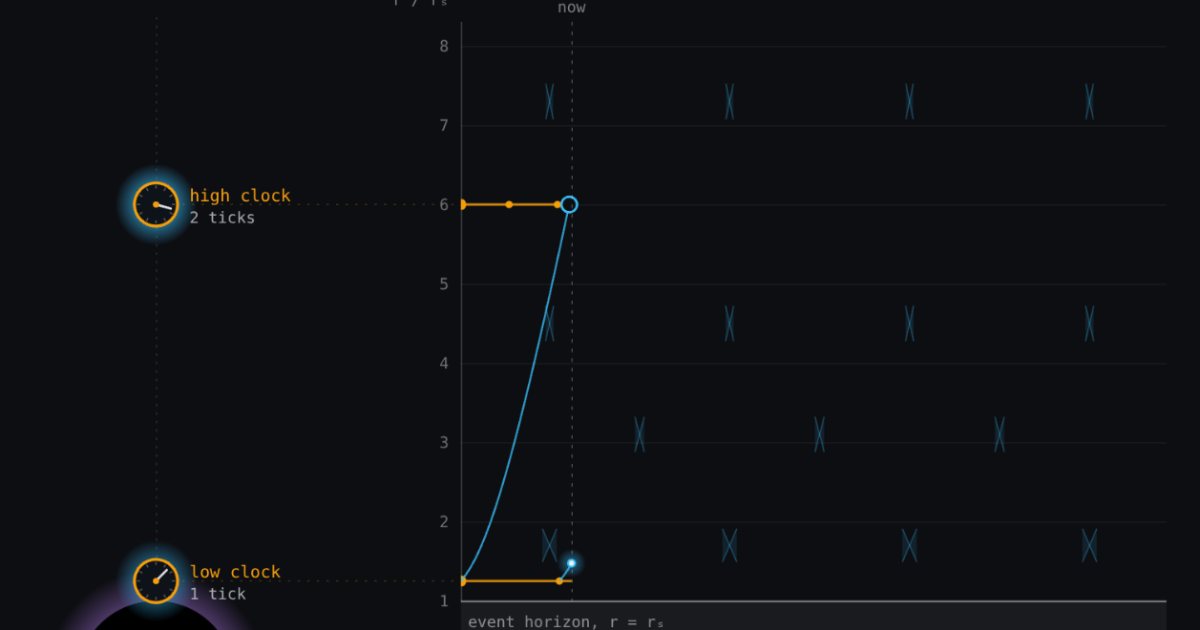 r / rₛ
now
8
7
high clock
2 ticks
6
5
4
3
2
low clock
1 tick
1
event horizon, r = rₛ